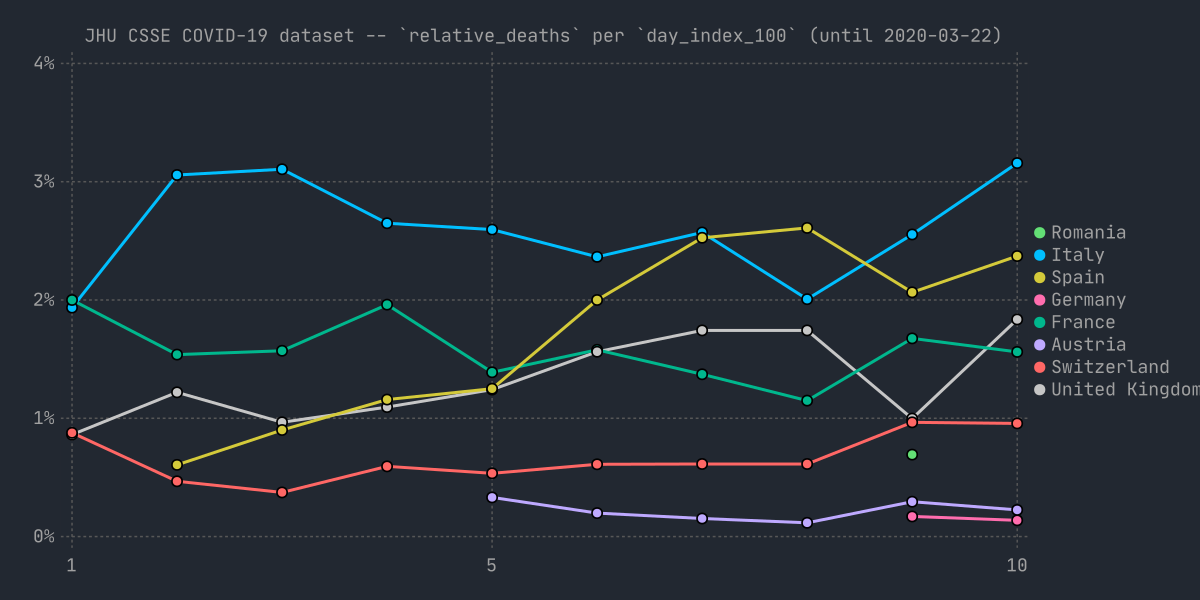 JHU CSSE COVID-19 dataset -- `relative_deaths` per `day_index_100` (until 2020-03-22)
4%
3%
2%
1%
0%
1 5 10
Romania
Italy
Spain
Germany
France
Austria
Switzerland
United Kingdom